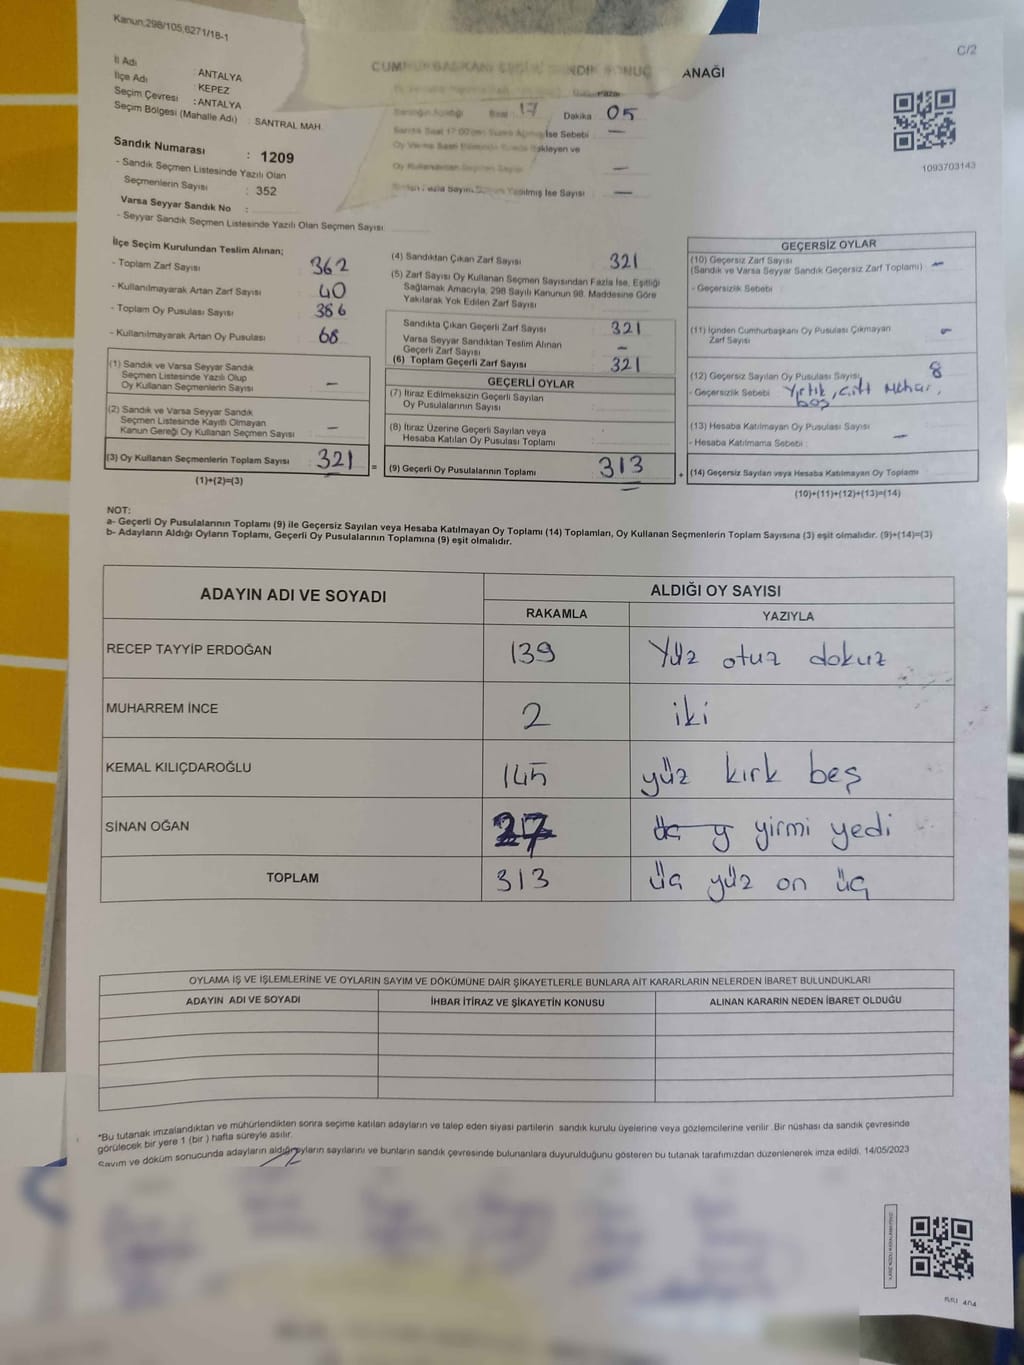 Kanun:298/105,6271/18-1
C/2
ANAĞI
İl Adı : ANTALYA
İlçe Adı : KEPEZ
Seçim Çevresi : ANTALYA
Seçim Bölgesi (Mahalle Adı) : SANTRAL MAH.
Saat 17 Dakika 05
İse Sebebi —
1093703143
Sandık Numarası : 1209
- Sandık Seçmen Listesinde Yazılı Olan
Seçmenlerin Sayısı : 352
Varsa Seyyar Sandık No :
- Seyyar Sandık Seçmen Listesinde Yazılı Olan Seçmen Sayısı
İlçe Seçim Kurulundan Teslim Alınan;
- Toplam Zarf Sayısı 362
- Kullanılmayarak Artan Zarf Sayısı 40
- Toplam Oy Pusulası Sayısı 386
- Kullanılmayarak Artan Oy Pusulası 68
(1) Sandık ve Varsa Seyyar Sandık
Seçmen Listesinde Yazılı Olup
Oy Kullanan Seçmenlerin Sayısı —
(2) Sandık ve Varsa Seyyar Sandık
Seçmen Listesinde Kayıtlı Olmayan
Kanun Gereği Oy Kullanan Seçmen Sayısı —
(3) Oy Kullanan Seçmenlerin Toplam Sayısı 321 =
(1)+(2)=(3)
(4) Sandıktan Çıkan Zarf Sayısı 321
(5) Zarf Sayısı Oy Kullanan Seçmen Sayısından Fazla İse, Eşitliği
Sağlamak Amacıyla, 298 Sayılı Kanunun 98. Maddesine Göre
Yakılarak Yok Edilen Zarf Sayısı
Sandıkta Çıkan Geçerli Zarf Sayısı 321
Varsa Seyyar Sandıktan Teslim Alınan
Geçerli Zarf Sayısı —
(6) Toplam Geçerli Zarf Sayısı 321
GEÇERLİ OYLAR
(7) İtiraz Edilmeksizin Geçerli Sayılan
Oy Pusulalarının Sayısı
(8) İtiraz Üzerine Geçerli Sayılan veya
Hesaba Katılan Oy Pusulası Toplamı
(9) Geçerli Oy Pusulalarının Toplamı 313 +
GEÇERSİZ OYLAR
(10) Geçersiz Zarf Sayısı
(Sandık ve Varsa Seyyar Sandık Geçersiz Zarf Toplamı) —
- Geçersizlik Sebebi :
(11) İçinden Cumhurbaşkanı Oy Pusulası Çıkmayan
Zarf Sayısı —
(12) Geçersiz Sayılan Oy Pusulası Sayısı 8
- Geçersizlik Sebebi Yırtık, çift mühür,
boş
(13) Hesaba Katılmayan Oy Pusulası Sayısı
- Hesaba Katılmama Sebebi : —
(14) Geçersiz Sayılan veya Hesaba Katılmayan Oy Toplamı
(10)+(11)+(12)+(13)=(14)
NOT:
a- Geçerli Oy Pusulalarının Toplamı (9) ile Geçersiz Sayılan veya Hesaba Katılmayan Oy Toplamı (14) Toplamları, Oy Kullanan Seçmenlerin Toplam Sayısına (3) eşit olmalıdır. (9)+(14)=(3)
b- Adayların Aldığı Oyların Toplamı, Geçerli Oy Pusulalarının Toplamına (9) eşit olmalıdır.
ADAYIN ADI VE SOYADI
ALDIĞI OY SAYISI
RAKAMLA YAZIYLA
RECEP TAYYİP ERDOĞAN 139 Yüz otuz dokuz
MUHARREM İNCE 2 iki
KEMAL KILIÇDAROĞLU 145 yüz kırk beş
SİNAN OĞAN 27 yirmi yedi
TOPLAM 313 üç yüz on üç
OYLAMA İŞ VE İŞLEMLERİNE VE OYLARIN SAYIM VE DÖKÜMÜNE DAİR ŞİKAYETLERLE BUNLARA AİT KARARLARIN NELERDEN İBARET BULUNDUKLARI
ADAYIN ADI VE SOYADI İHBAR İTİRAZ VE ŞİKAYETİN KONUSU ALINAN KARARIN NEDEN İBARET OLDUĞU
*Bu tutanak imzalandıktan ve mühürlendikten sonra seçime katılan adayların ve talep eden siyasi partilerin sandık kurulu üyelerine veya gözlemcilerine verilir .Bir nüshası da sandık çevresinde
görülecek bir yere 1 (bir ) hafta süreyle asılır.
Sayım ve döküm sonucunda adayların aldığı oyların sayılarını ve bunların sandık çevresinde bulunanlara duyurulduğunu gösteren bu tutanak tarafımızdan düzenlenerek imza edildi. 14/05/2023